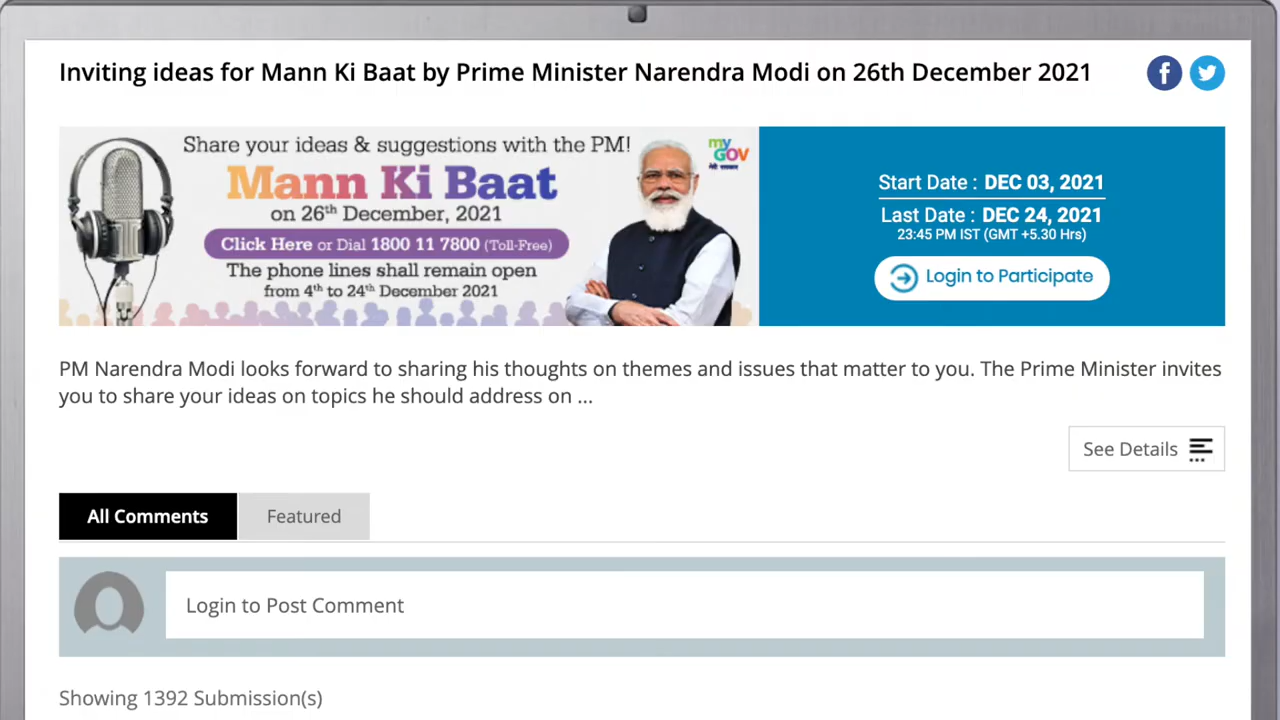 Inviting ideas for Mann Ki Baat by Prime Minister Narendra Modi on 26th December 2021
f
Share your ideas & suggestions with the PM!
my
GOV
मेरी सरकार
Mann Ki Baat
on 26th December, 2021
Click Here or Dial 1800 11 7800 (Toll-Free)
The phone lines shall remain open
from 4th to 24th December 2021
Start Date : DEC 03, 2021
Last Date : DEC 24, 2021
23:45 PM IST (GMT +5.30 Hrs)
Login to Participate
PM Narendra Modi looks forward to sharing his thoughts on themes and issues that matter to you. The Prime Minister invites
you to share your ideas on topics he should address on ...
See Details
All Comments
Featured
Login to Post Comment
Showing 1392 Submission(s)